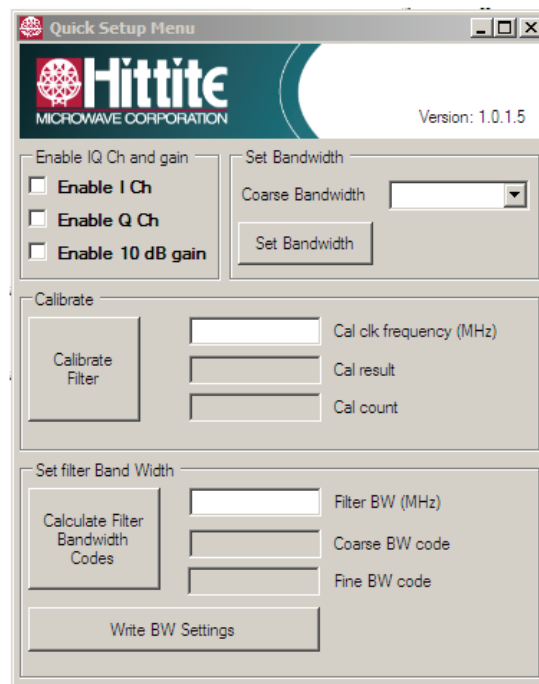 Quick Setup Menu
Hittite
MICROWAVE CORPORATION
Version: 1.0.1.5
Enable IQ Ch and gain
Enable I Ch
Enable Q Ch
Enable 10 dB gain
Set Bandwidth
Coarse Bandwidth
Set Bandwidth
Calibrate
Calibrate
Filter
Cal clk frequency (MHz)
Cal result
Cal count
Set filter Band Width
Calculate Filter
Bandwidth
Codes
Filter BW (MHz)
Coarse BW code
Fine BW code
Write BW Settings